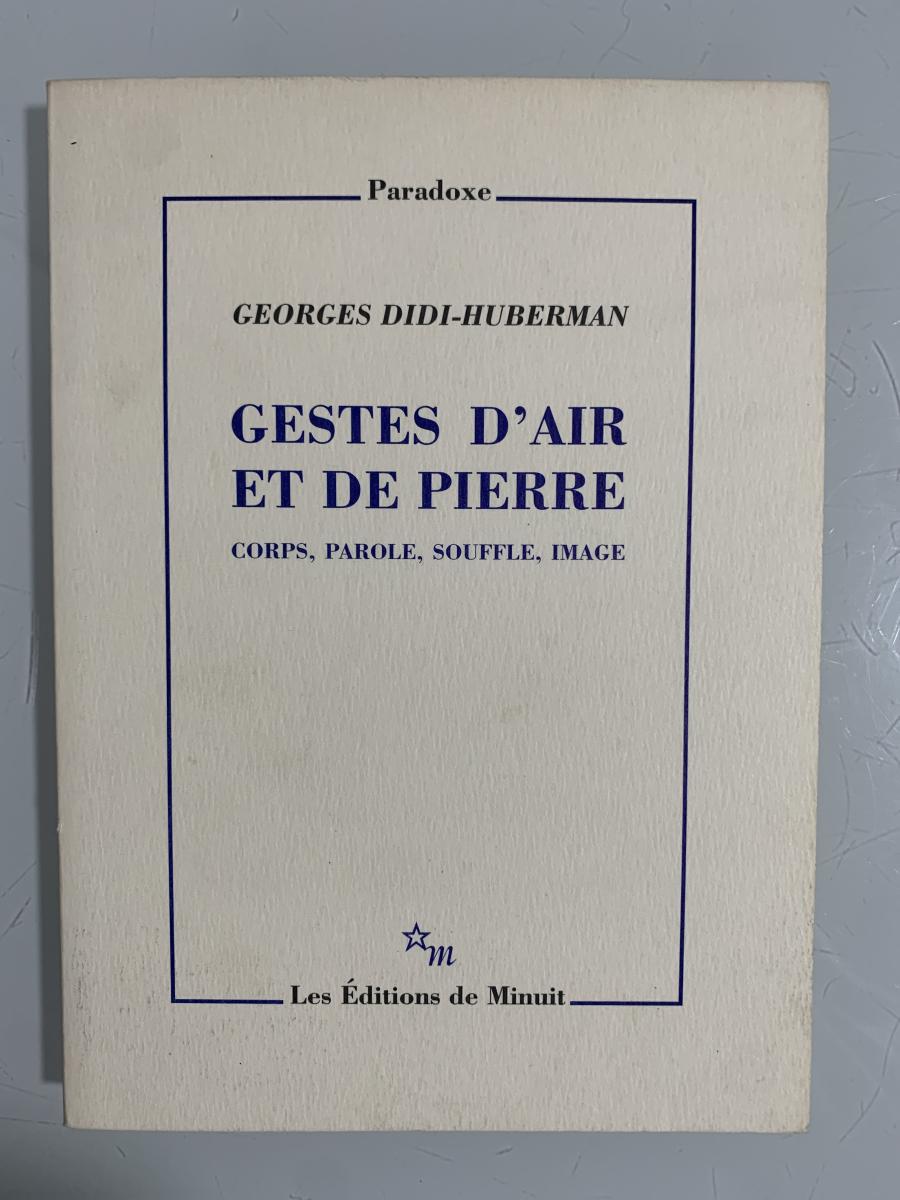 Paradoxe
GEORGES DIDI-HUBERMAN
GESTES D'AIR
ET DE PIERRE
CORPS, PAROLE, SOUFFLE, IMAGE
m
Les Éditions de Minuit